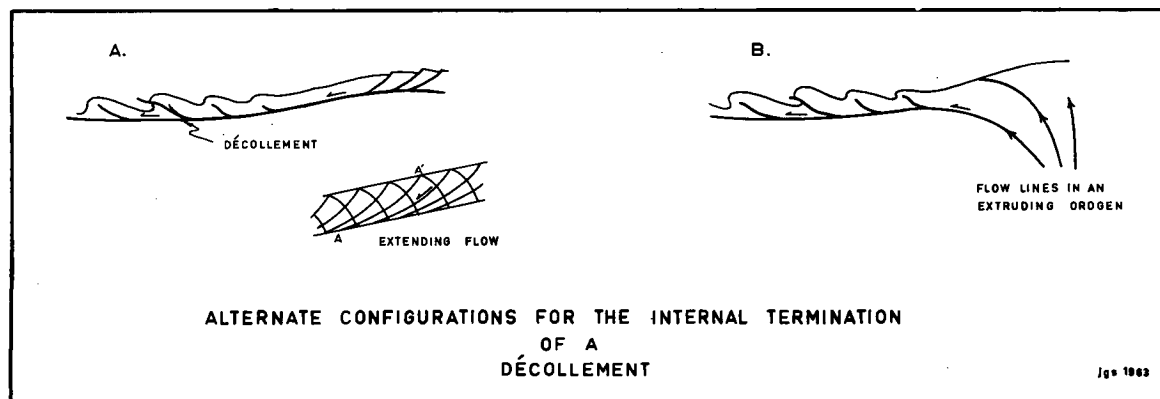 A.
B.
DÉCOLLEMENT
A'
A
EXTENDING FLOW
FLOW LINES IN AN
EXTRUDING OROGEN
ALTERNATE CONFIGURATIONS FOR THE INTERNAL TERMINATION
OF A
DÉCOLLEMENT
jgs 1963